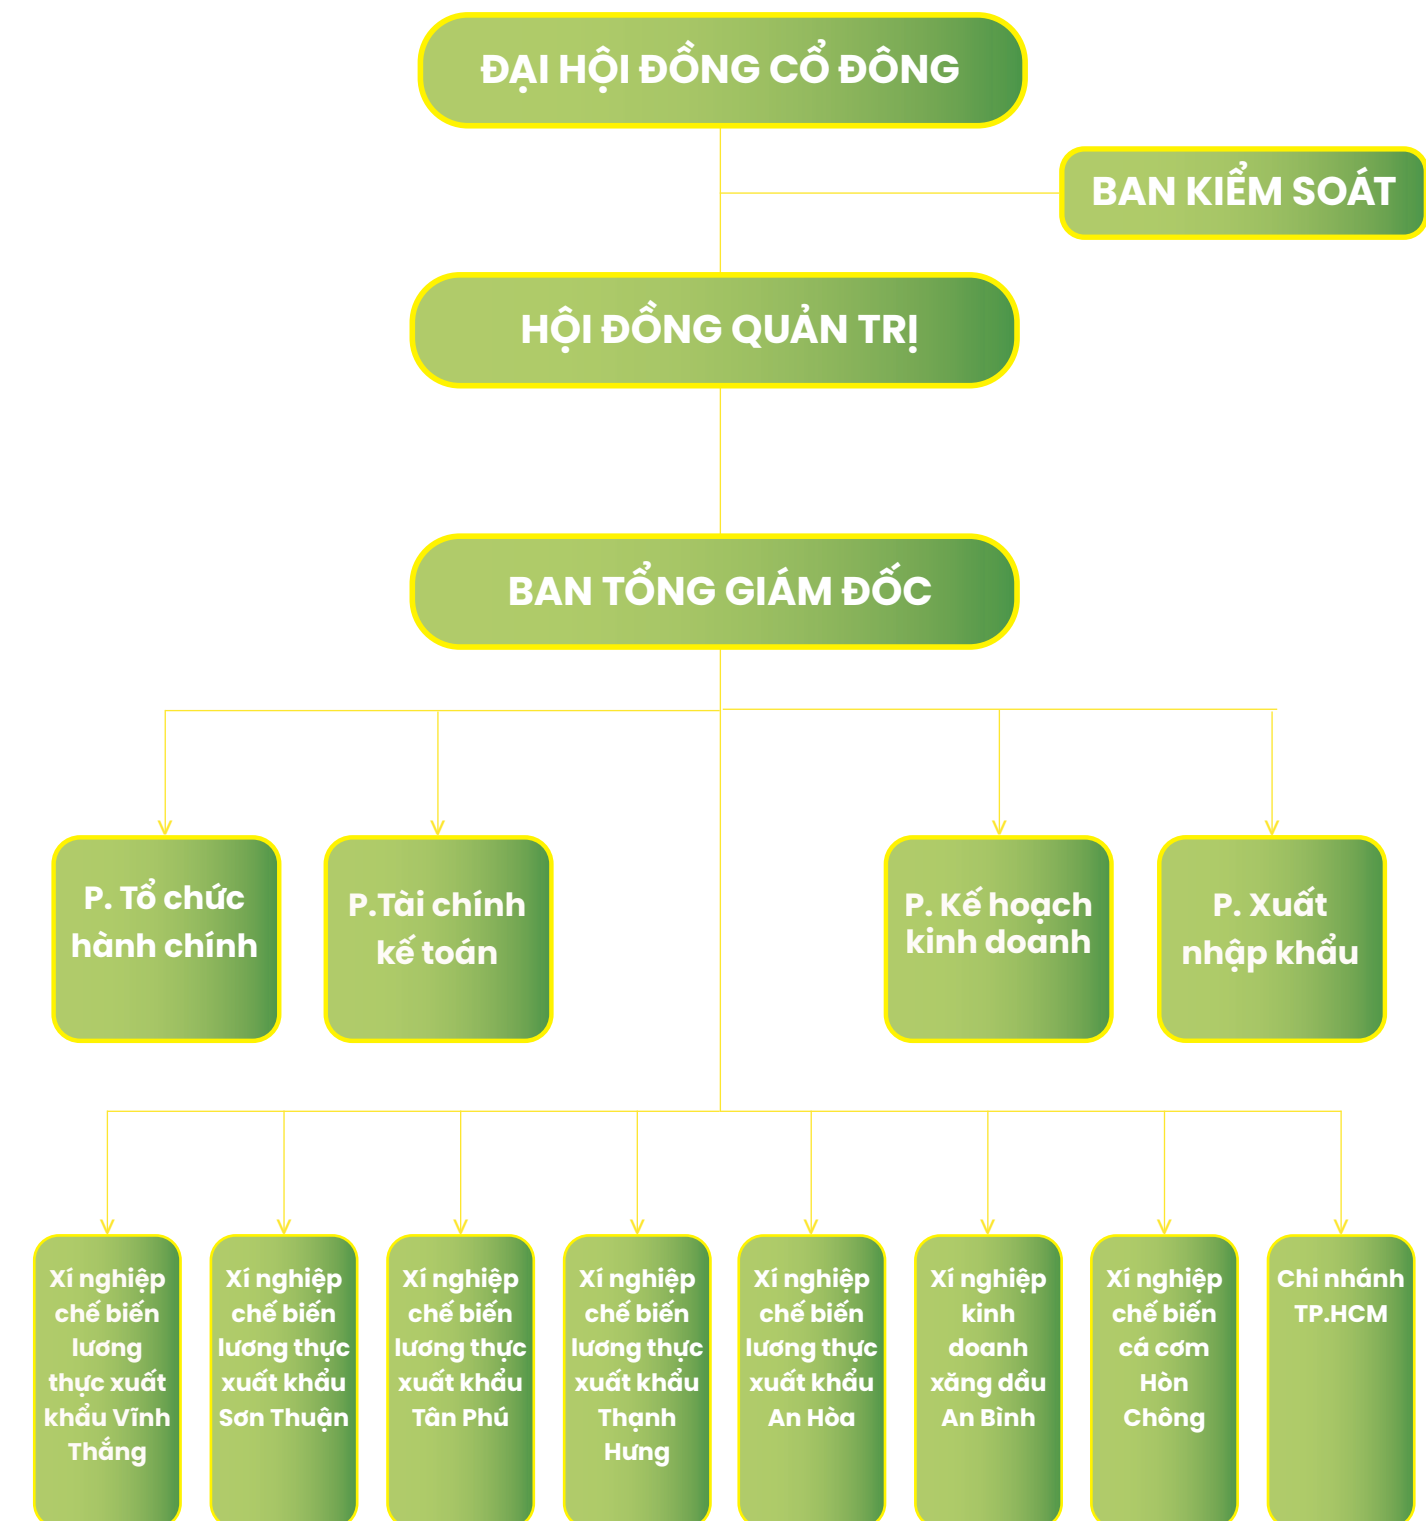 ĐẠI HỘI ĐỒNG CỔ ĐÔNG
BAN KIỂM SOÁT
HỘI ĐỒNG QUẢN TRỊ
BAN TỔNG GIÁM ĐỐC
P. Tổ chức
hành chính
P.Tài chính
kế toán
P. Kế hoạch
kinh doanh
P. Xuất
nhập khẩu
Xí nghiệp
chế biến
lương
thực xuất
khẩu Vĩnh
Thắng
Xí nghiệp
chế biến
lương thực
xuất khẩu
Sơn Thuận
Xí nghiệp
chế biến
lương thực
xuất khẩu
Tân Phú
Xí nghiệp
chế biến
lương thực
xuất khẩu
Thạnh
Hưng
Xí nghiệp
chế biến
lương thực
xuất khẩu
An Hòa
Xí nghiệp
kinh
doanh
xăng dầu
An Bình
Xí nghiệp
chế biến
cá cơm
Hòn
Chông
Chi nhánh
TP.HCM